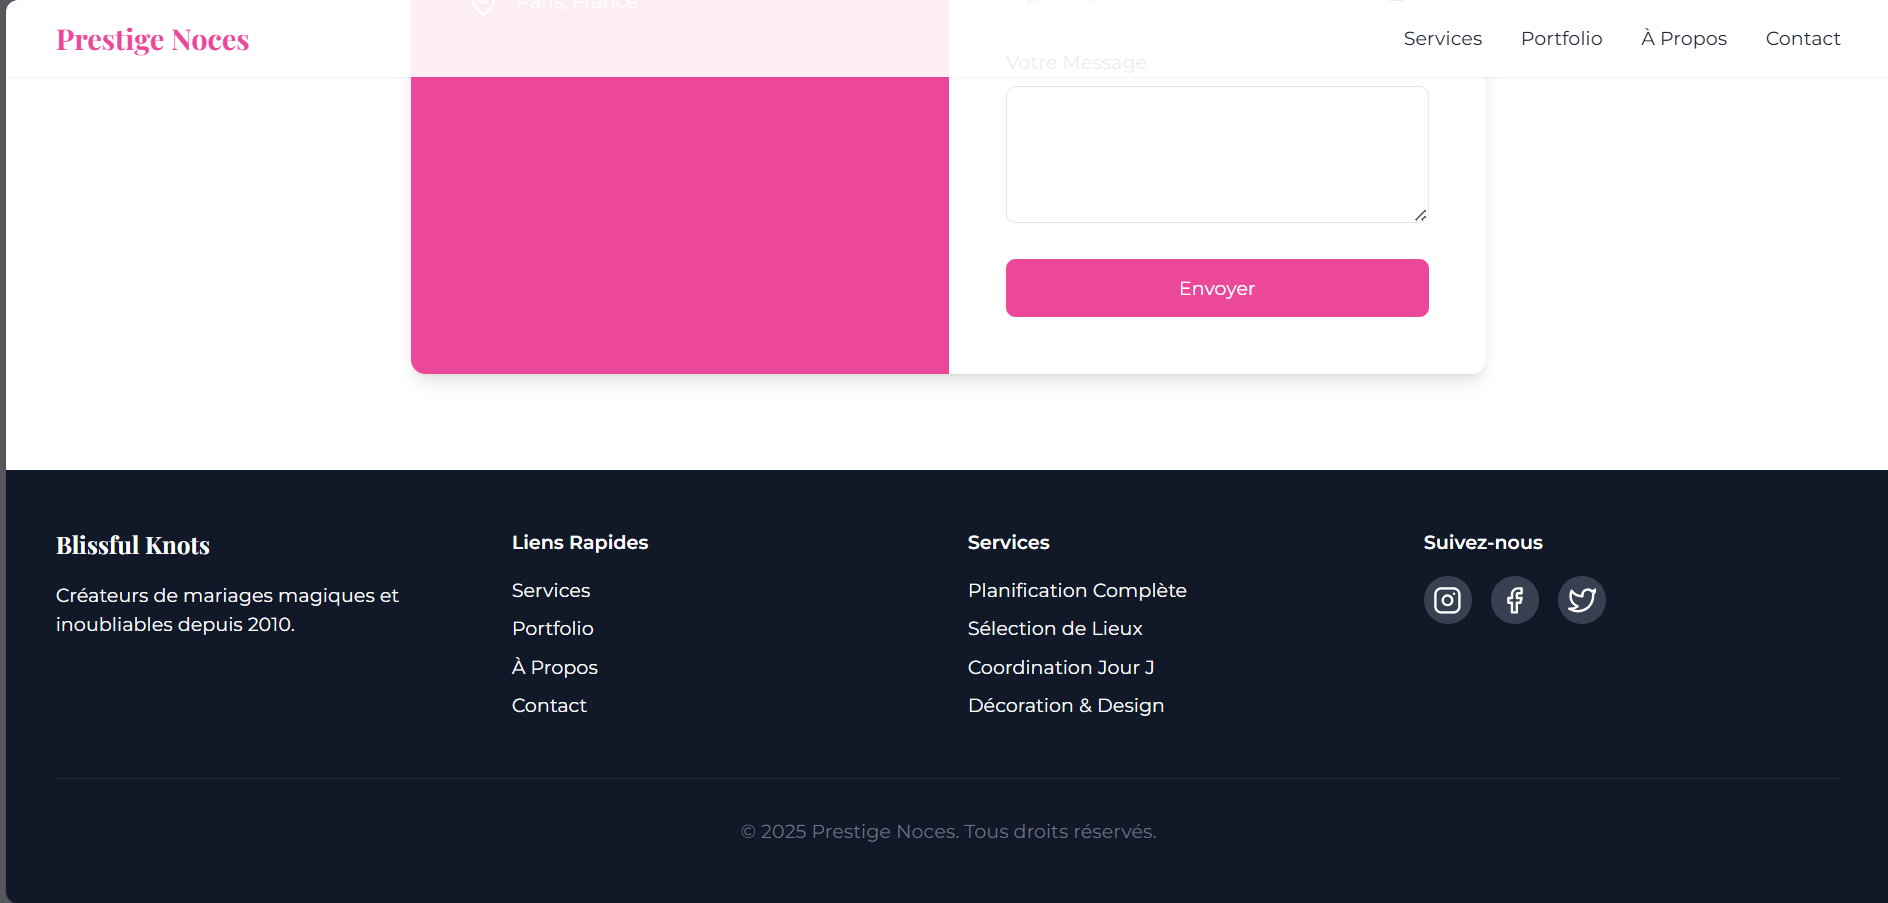 Paris, France
Prestige Noces
Services
Portfolio
À Propos
Contact
Votre Message
Envoyer
Blissful Knots
Créateurs de mariages magiques et
inoubliables depuis 2010.
Liens Rapides
Services
Portfolio
À Propos
Contact
Services
Planification Complète
Sélection de Lieux
Coordination Jour J
Décoration & Design
Suivez-nous
© 2025 Prestige Noces. Tous droits réservés.